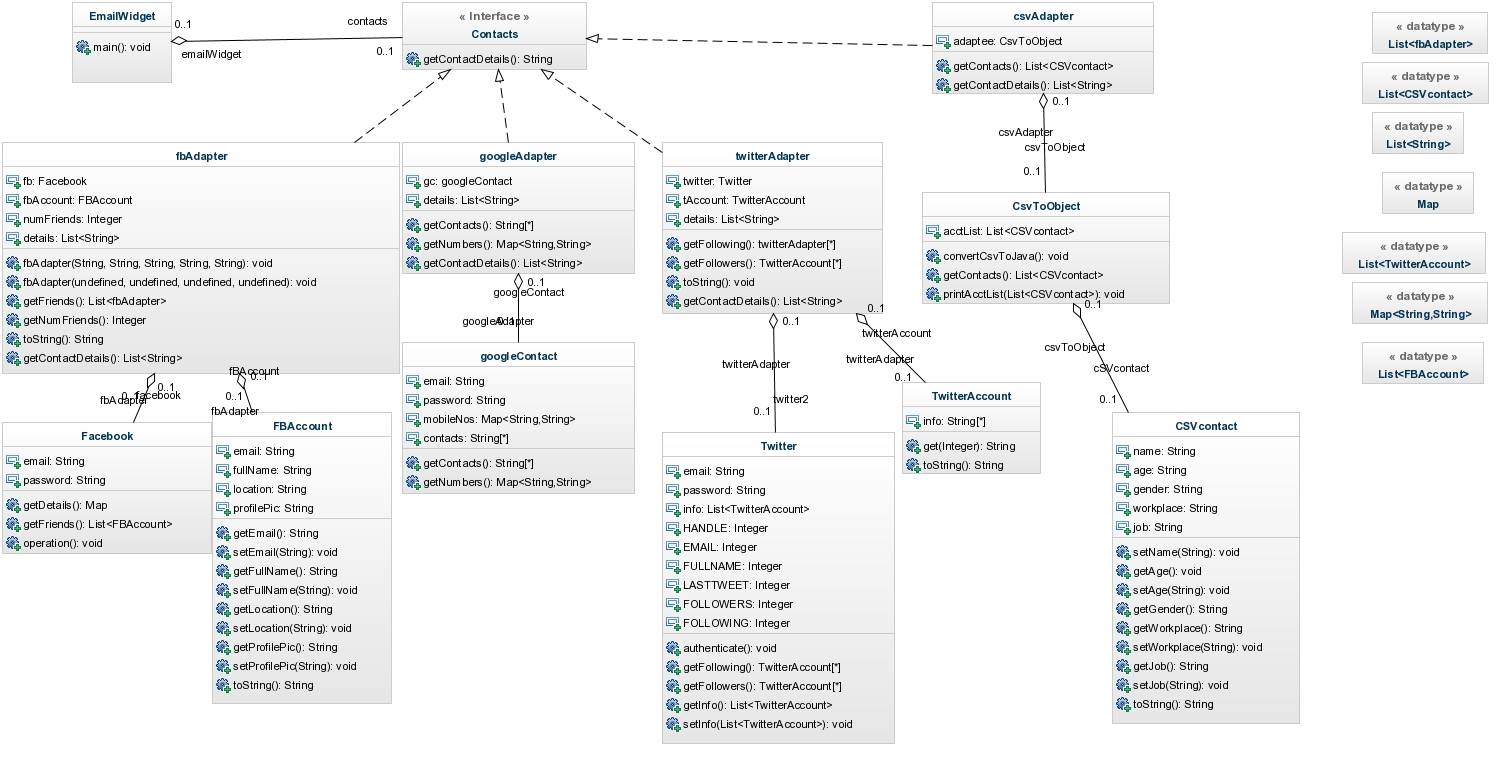 EmailWidget
main(): void
0..1
emailWidget
contacts
0..1
« Interface »
Contacts
getContactDetails(): String
csvAdapter
adaptee: CsvToObject
getContacts(): List<CSVcontact>
getContactDetails(): List<String>
0..1
csvAdapter
csvToObject
0..1
« datatype »
List<fbAdapter>
« datatype »
List<CSVcontact>
« datatype »
List<String>
« datatype »
Map
« datatype »
List<TwitterAccount>
« datatype »
Map<String,String>
« datatype »
List<FBAccount>
fbAdapter
fb: Facebook
fbAccount: FBAccount
numFriends: Integer
details: List<String>
fbAdapter(String, String, String, String, String): void
fbAdapter(undefined, undefined, undefined, undefined): void
getFriends(): List<fbAdapter>
getNumFriends(): Integer
toString(): String
getContactDetails(): List<String>
googleAdapter
gc: googleContact
details: List<String>
getContacts(): String[*]
getNumbers(): Map<String,String>
getContactDetails(): List<String>
0..1
googleContact
googleAdapter
0..1
twitterAdapter
twitter: Twitter
tAccount: TwitterAccount
details: List<String>
getFollowing(): twitterAdapter[*]
getFollowers(): TwitterAccount[*]
toString(): void
getContactDetails(): List<String>
0..1
twitterAdapter
twitter2
0..1
0..1
twitterAccount
twitterAdapter
0..1
CsvToObject
acctList: List<CSVcontact>
convertCsvToJava(): void
getContacts(): List<CSVcontact>
printAcctList(List<CSVcontact>): void
0..1
csvToObject
cSVcontact
0..1
0..1
0..1
facebook
fbAdapter
fBAccount
0..1
0..1
fbAdapter
Facebook
email: String
password: String
getDetails(): Map
getFriends(): List<FBAccount>
operation(): void
FBAccount
email: String
fullName: String
location: String
profilePic: String
getEmail(): String
setEmail(String): void
getFullName(): String
setFullName(String): void
getLocation(): String
setLocation(String): void
getProfilePic(): String
setProfilePic(String): void
toString(): String
googleContact
email: String
password: String
mobileNos: Map<String,String>
contacts: String[*]
getContacts(): String[*]
getNumbers(): Map<String,String>
Twitter
email: String
password: String
info: List<TwitterAccount>
HANDLE: Integer
EMAIL: Integer
FULLNAME: Integer
LASTTWEET: Integer
FOLLOWERS: Integer
FOLLOWING: Integer
authenticate(): void
getFollowing(): TwitterAccount[*]
getFollowers(): TwitterAccount[*]
getInfo(): List<TwitterAccount>
setInfo(List<TwitterAccount>): void
TwitterAccount
info: String[*]
get(Integer): String
toString(): String
CSVcontact
name: String
age: String
gender: String
workplace: String
job: String
setName(String): void
getAge(): void
setAge(String): void
getGender(): String
getWorkplace(): String
setWorkplace(String): void
getJob(): String
setJob(String): void
toString(): String